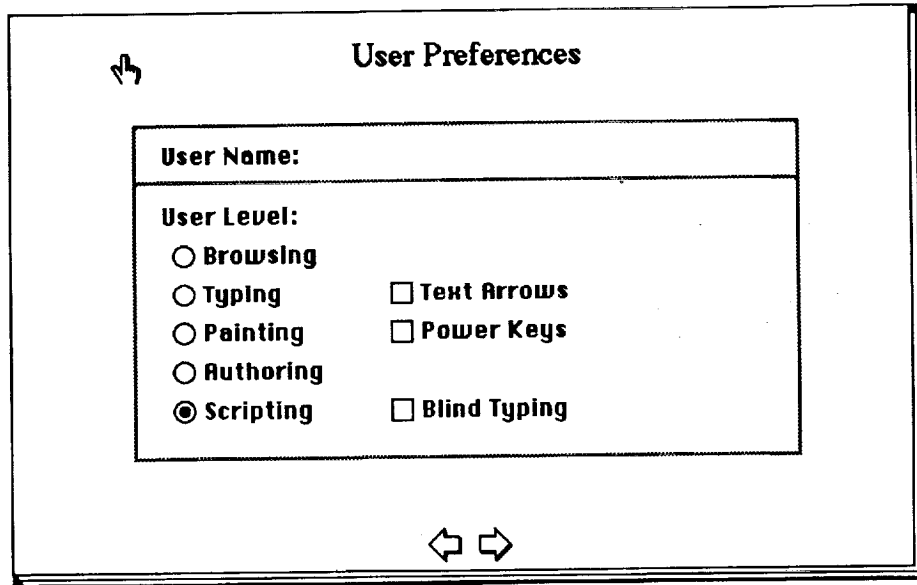 User Preferences
User Name:
User Level:
Browsing
Typing
Text Arrows
Painting
Power Keys
Authoring
Scripting
Blind Typing